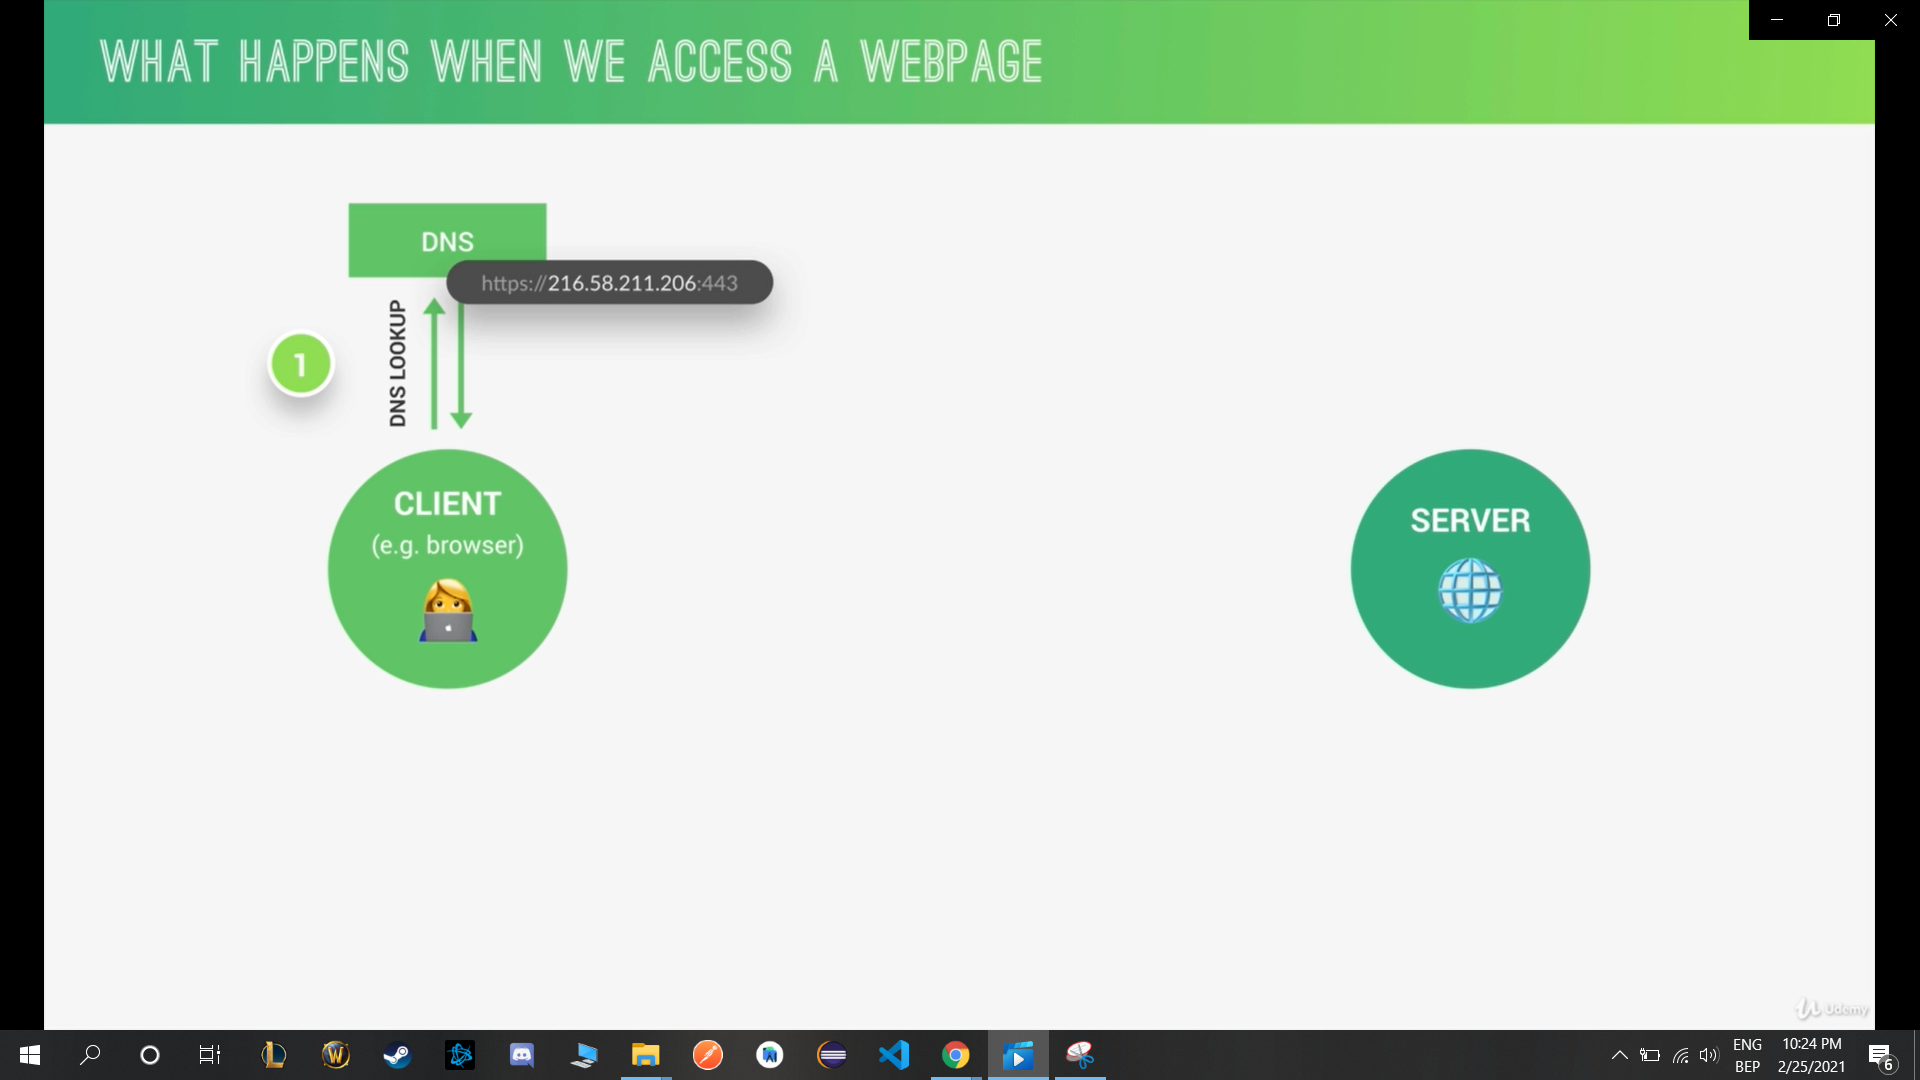 WHAT HAPPENS WHEN WE ACCESS A WEBPAGE
DNS
https://216.58.211.206:443
DNS LOOKUP
1
CLIENT
(e.g. browser)
SERVER
Udemy
ENG
BEP
10:24 PM
2/25/2021
6